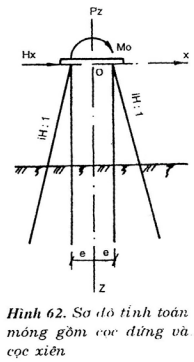 Pz
Hx
Mo
x
O
iH:1
iH:1
e
e
Z
Hình 62. Sơ đồ tính toán
móng gồm cọc đứng và
cọc xiên